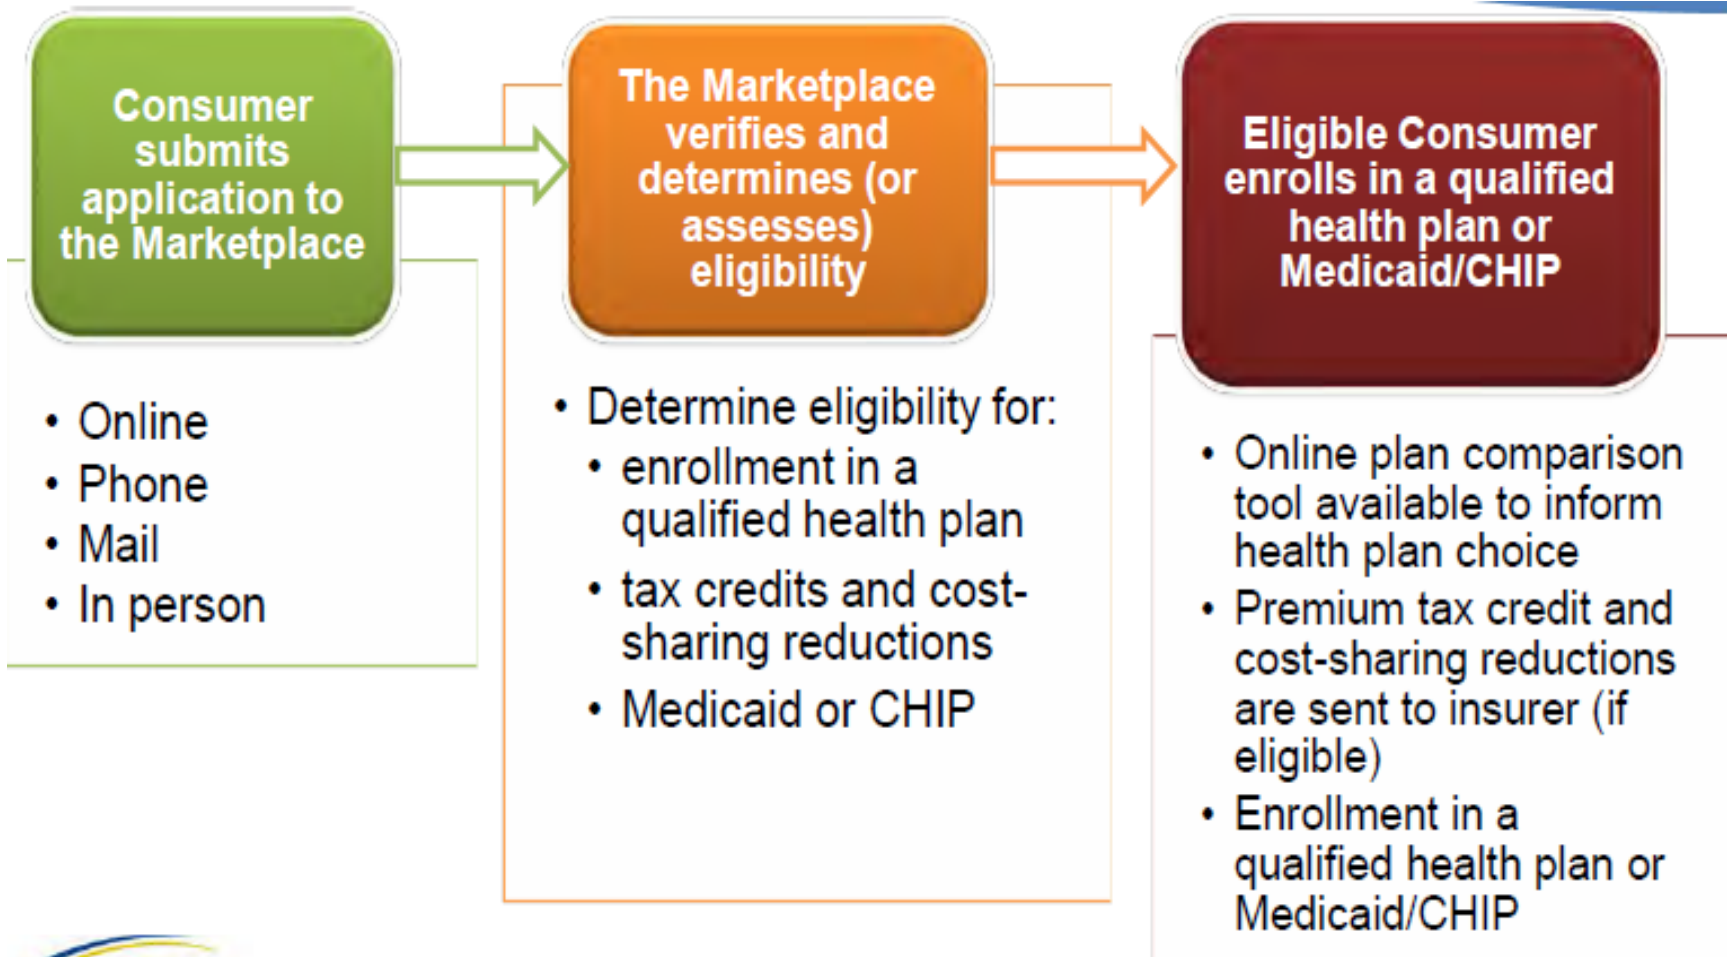 Consumer
submits
application to
the Marketplace
• Online
• Phone
• Mail
• In person
The Marketplace
verifies and
determines (or
assesses)
eligibility
• Determine eligibility for:
• enrollment in a
qualified health plan
• tax credits and cost-
sharing reductions
• Medicaid or CHIP
Eligible Consumer
enrolls in a qualified
health plan or
Medicaid/CHIP
• Online plan comparison
tool available to inform
health plan choice
• Premium tax credit and
cost-sharing reductions
are sent to insurer (if
eligible)
• Enrollment in a
qualified health plan or
Medicaid/CHIP